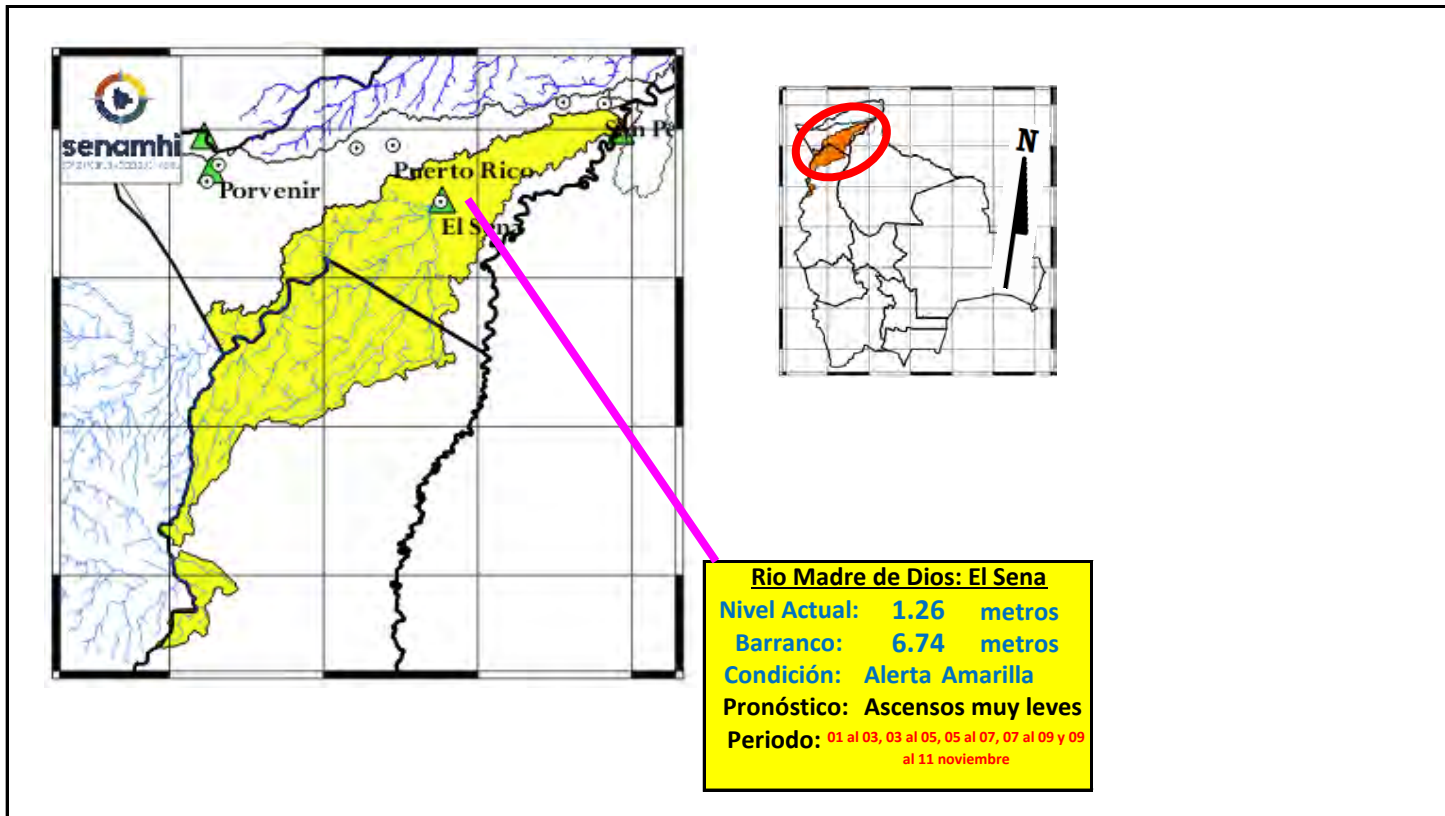 senamhi
Porvenir
Puerto Rico
El Sena
San Pe
N
Rio Madre de Dios: El Sena
Nivel Actual: 1.26 metros
Barranco: 6.74 metros
Condición: Alerta Amarilla
Pronóstico: Ascensos muy leves
Periodo: 01 al 03, 03 al 05, 05 al 07, 07 al 09 y 09
al 11 noviembre